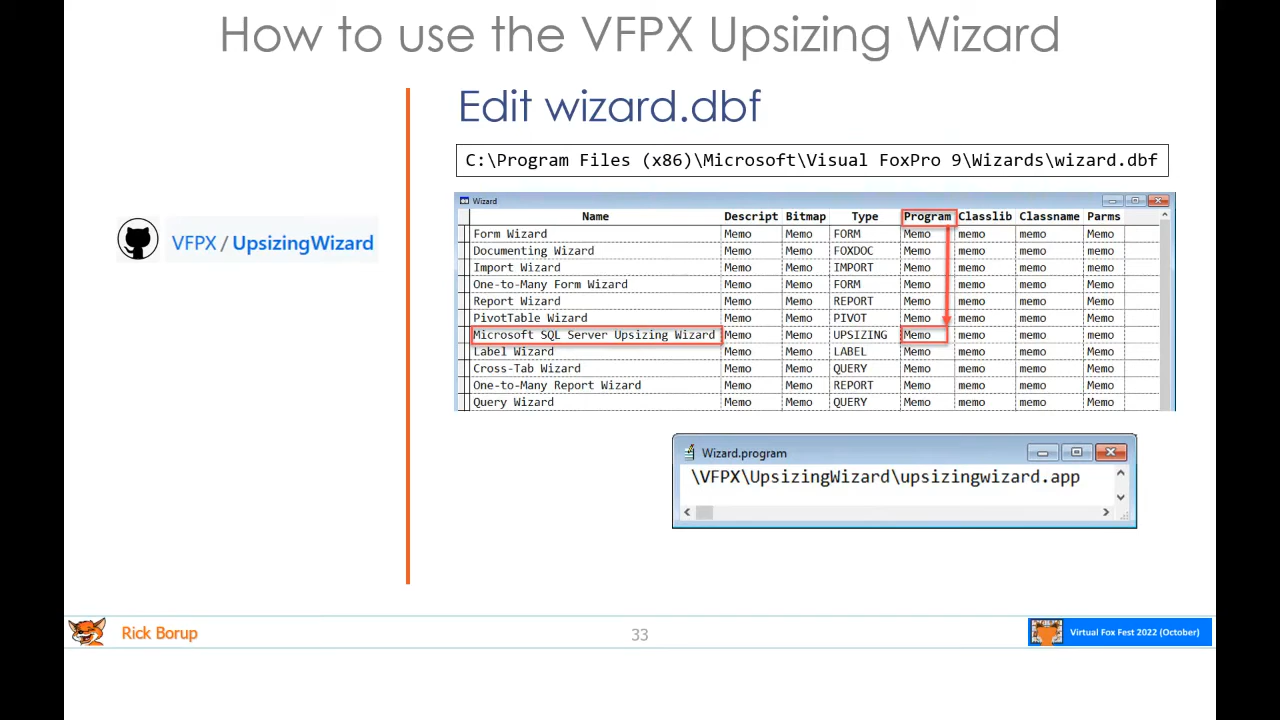 How to use the VFPX Upsizing Wizard
Edit wizard.dbf
C:\Program Files (x86)\Microsoft\Visual FoxPro 9\Wizards\wizard.dbf
VFPX / UpsizingWizard
Wizard
Name Descript Bitmap Type Program Classlib Classname Parms
Form Wizard Memo Memo FORM Memo memo memo Memo
Documenting Wizard Memo Memo FOXDOC Memo memo memo Memo
Import Wizard Memo Memo IMPORT Memo memo memo Memo
One-to-Many Form Wizard Memo Memo FORM Memo memo memo Memo
Report Wizard Memo Memo REPORT Memo memo memo Memo
PivotTable Wizard Memo Memo PIVOT Memo memo memo Memo
Microsoft SQL Server Upsizing Wizard Memo Memo UPSIZING Memo memo memo Memo
Label Wizard Memo Memo LABEL Memo memo memo Memo
Cross-Tab Wizard Memo Memo QUERY Memo memo memo Memo
One-to-Many Report Wizard Memo Memo REPORT Memo memo memo Memo
Query Wizard Memo Memo QUERY Memo memo memo Memo
Wizard.program
\VFPX\UpsizingWizard\upsizingwizard.app
Rick Borup
33
Virtual Fox Fest 2022 (October)